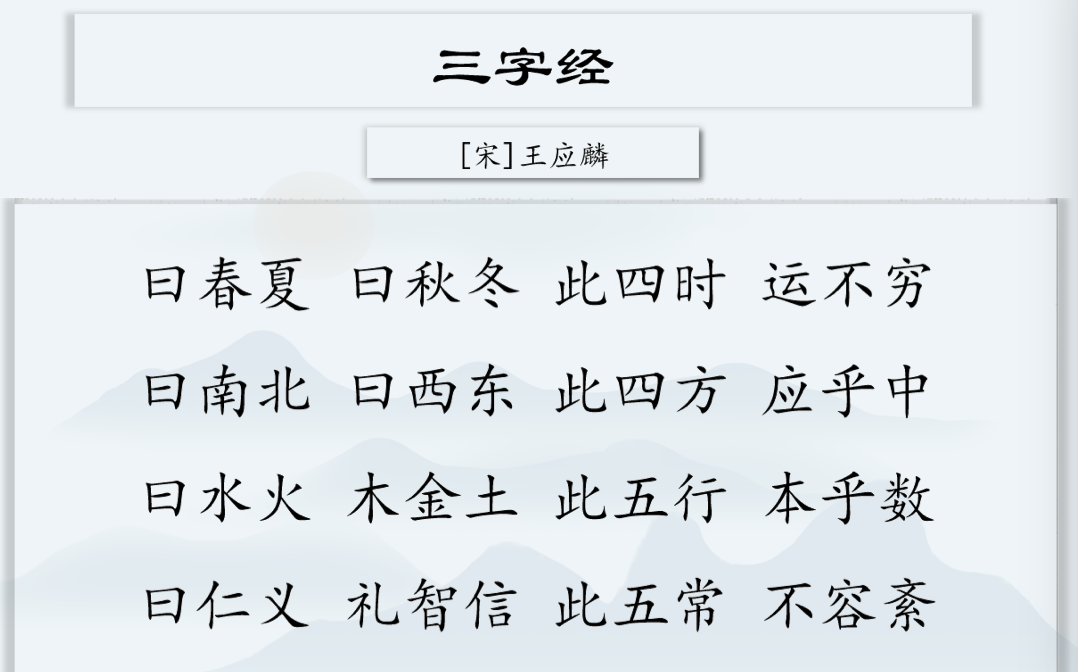 三字经
[宋]王应麟
曰春夏 曰秋冬 此四时 运不穷
曰南北 曰西东 此四方 应乎中
曰水火 木金土 此五行 本乎数
曰仁义 礼智信 此五常 不容紊